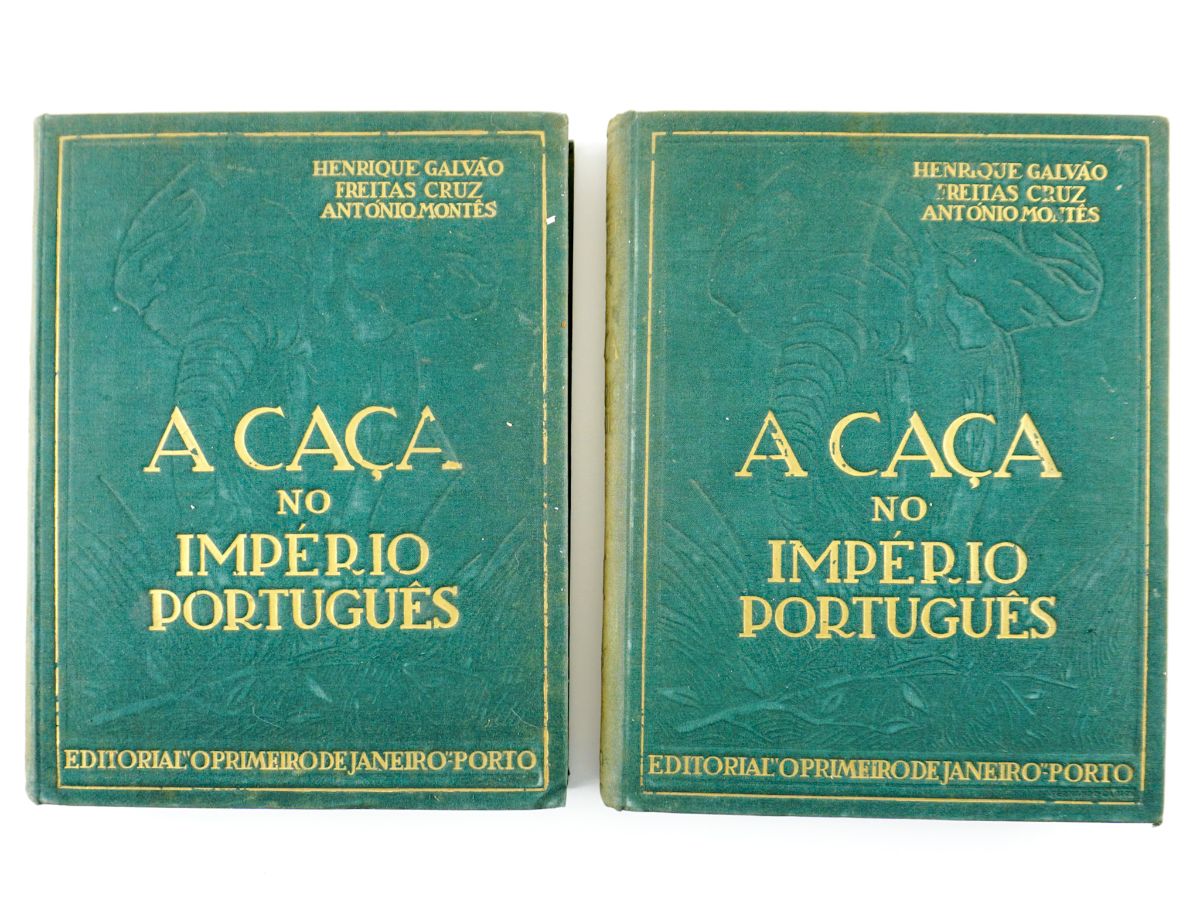 HENRIQUE GALVÃO
FREITAS CRUZ
ANTÓNIO MONTÊS
A CAÇA
NO
IMPÉRIO
PORTUGUÊS
EDITORIAL "O PRIMEIRO DE JANEIRO"-PORTO
HENRIQUE GALVÃO
FREITAS CRUZ
ANTÓNIO MONTÊS
A CAÇA
NO
IMPÉRIO
PORTUGUÊS
EDITORIAL "O PRIMEIRO DE JANEIRO"-PORTO